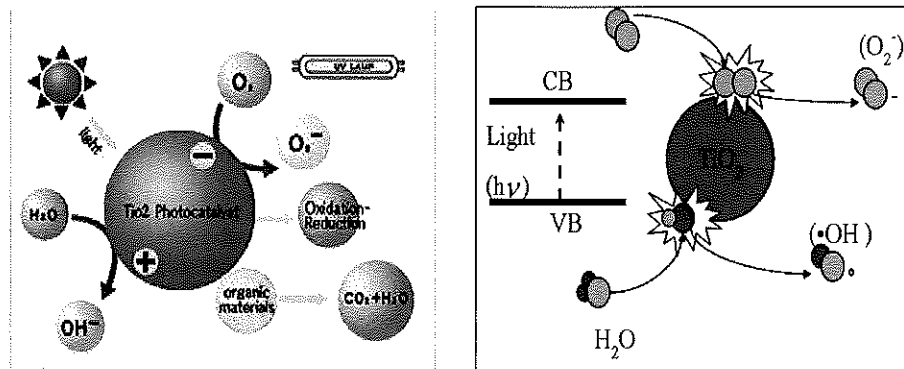 UV LAMP
O₂
light
O₂⁻
−
Tio2 Photocatalyst
H₂O
Oxidation-
Reduction
+
organic
materials
CO₂+H₂O
OH⁻
(O₂⁻)
CB
-
Light
TiO₂
(hν)
VB
(•OH)
H₂O